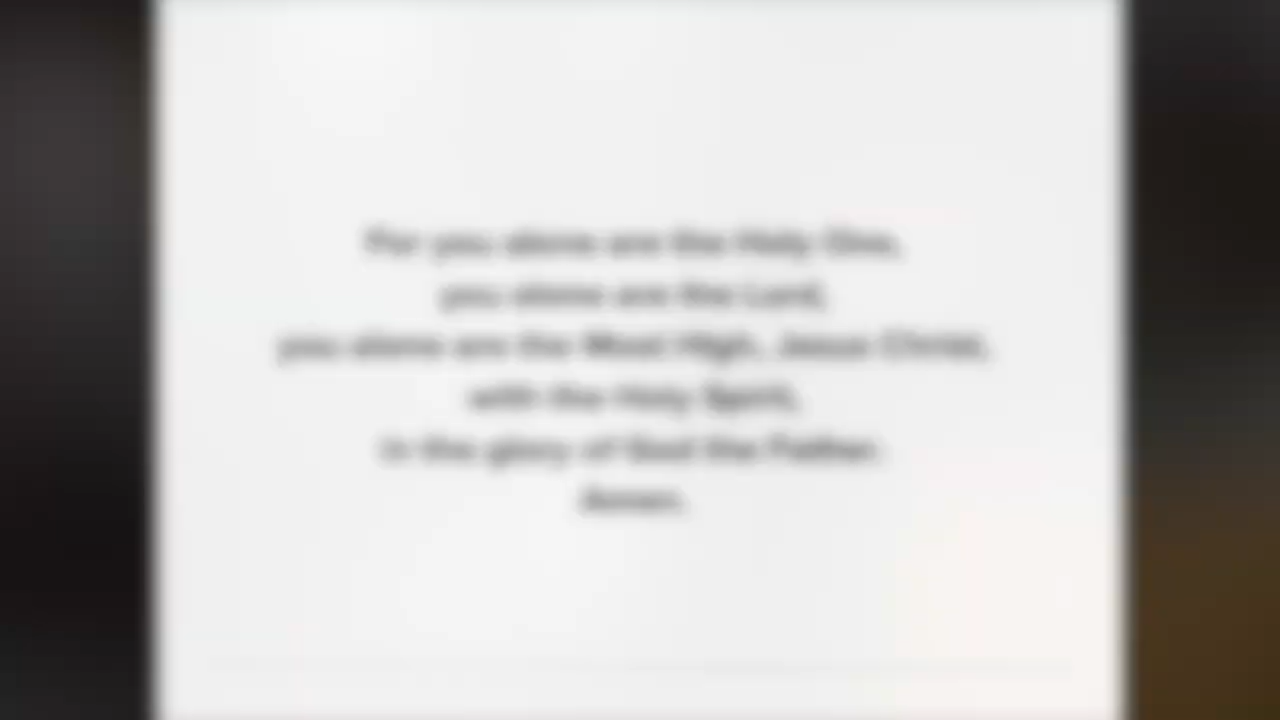 For you alone are the Holy One,
you alone are the Lord,
you alone are the Most High, Jesus Christ,
with the Holy Spirit,
in the glory of God the Father.
Amen.